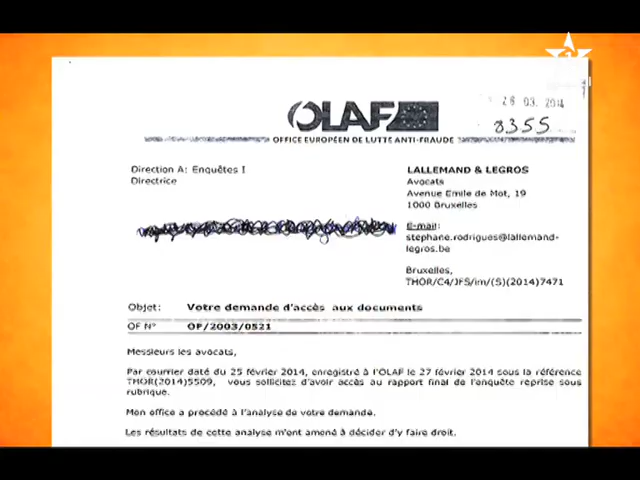 28 03. 2014
8355
OLAF
OFFICE EUROPÉEN DE LUTTE ANTI-FRAUDE
Direction A: Enquêtes I
Directrice
LALLEMAND & LEGROS
Avocats
Avenue Emile de Mot, 19
1000 Bruxelles
E-mail:
stephane.rodrigues@lallemand-
legros.be
Bruxelles,
THOR/C4/JFS/im/(S)(2014)7471
Objet: Votre demande d'accès aux documents
OF N° OF/2003/0521
Messieurs les avocats,
Par courrier daté du 25 février 2014, enregistré à l'OLAF le 27 février 2014 sous la référence
THOR(2014)5509, vous sollicitez d'avoir accès au rapport final de l'enquête reprise sous
rubrique.
Mon office a procédé à l'analyse de votre demande.
Les résultats de cette analyse m'ont amené à décider d'y faire droit.